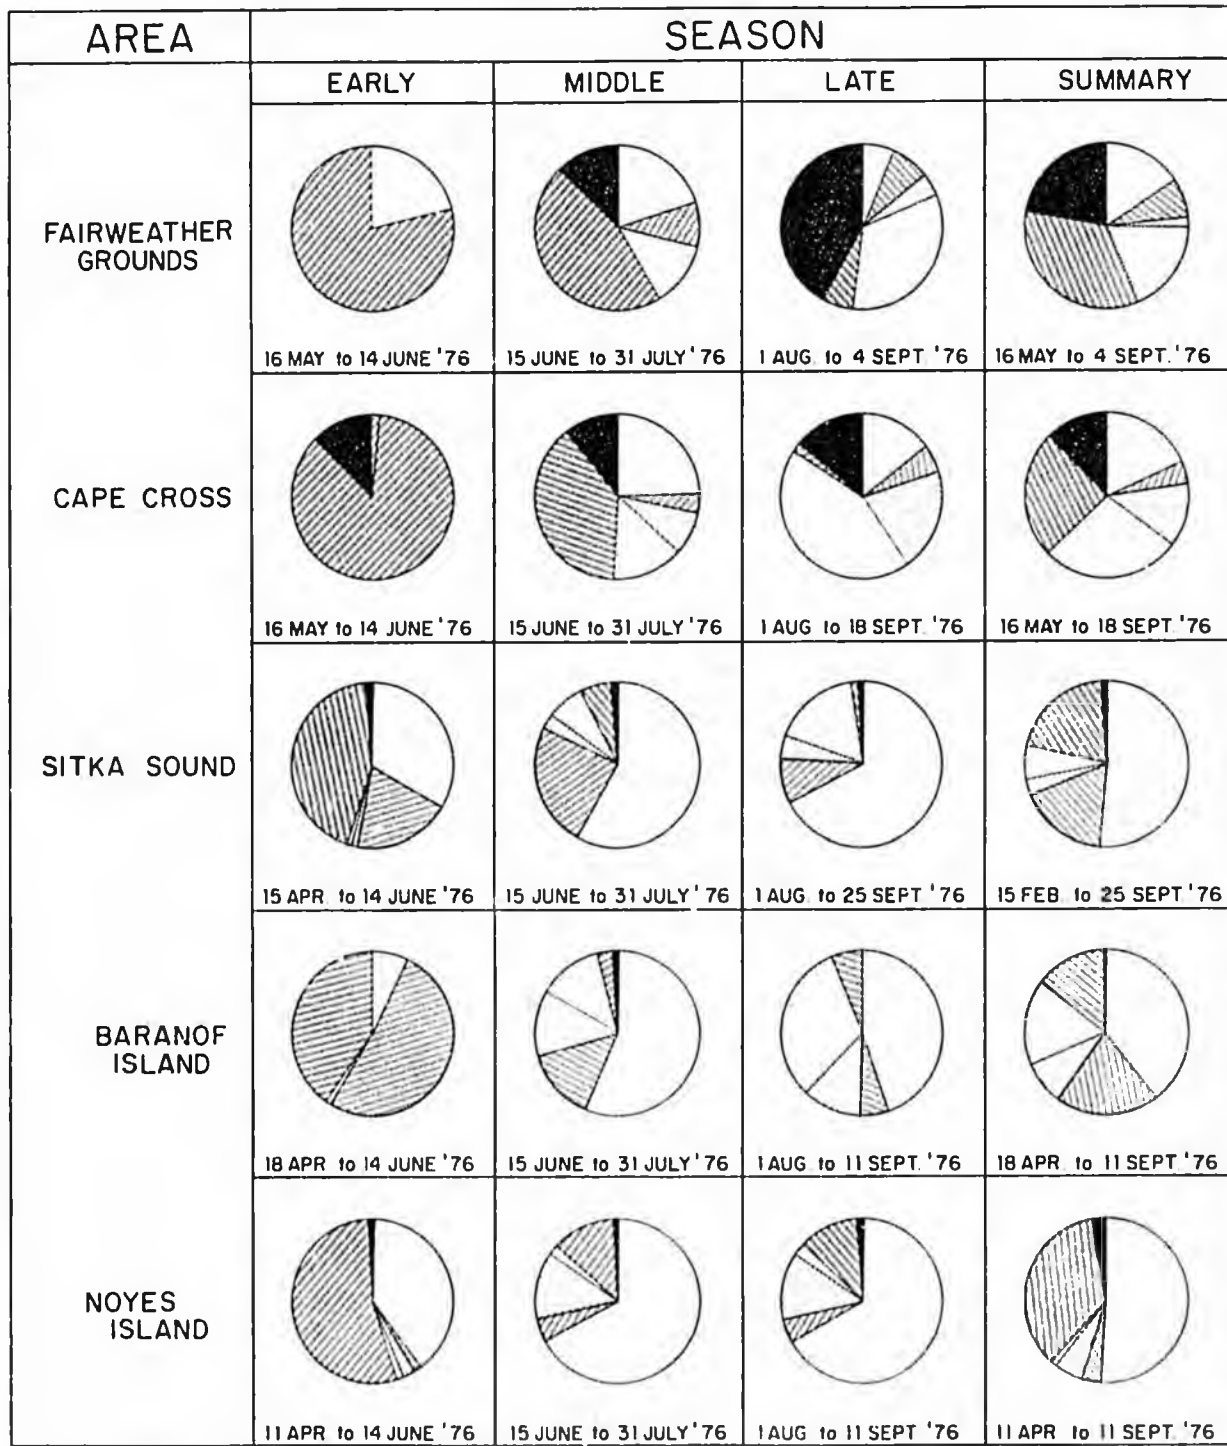 AREA
SEASON
EARLY
MIDDLE
LATE
SUMMARY
FAIRWEATHER
GROUNDS
16 MAY to 14 JUNE '76
15 JUNE to 31 JULY '76
1 AUG. to 4 SEPT. '76
16 MAY to 4 SEPT. '76
CAPE CROSS
16 MAY to 14 JUNE '76
15 JUNE to 31 JULY '76
1 AUG to 18 SEPT. '76
16 MAY to 18 SEPT. '76
SITKA SOUND
15 APR. to 14 JUNE '76
15 JUNE to 31 JULY '76
1 AUG. to 25 SEPT. '76
15 FEB. to 25 SEPT. '76
BARANOF
ISLAND
18 APR to 14 JUNE '76
15 JUNE to 31 JULY '76
1 AUG. to 11 SEPT. '76
18 APR. to 11 SEPT. '76
NOYES
ISLAND
11 APR to 14 JUNE '76
15 JUNE to 31 JULY '76
1 AUG to 11 SEPT '76
11 APR to 11 SEPT. '76